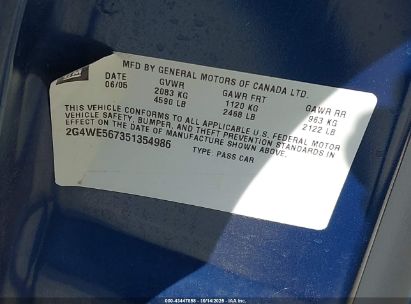 MFD BY GENERAL MOTORS OF CANADA LTD.
DATE GVWR GAWR FRT GAWR RR
06/05 2083 KG 1120 KG 963 KG
4590 LB 2468 LB 2122 LB
THIS VEHICLE CONFORMS TO ALL APPLICABLE U.S. FEDERAL MOTOR
VEHICLE SAFETY, BUMPER, AND THEFT PREVENTION STANDARDS IN
EFFECT ON THE DATE OF MANUFACTURE SHOWN ABOVE.
2G4WE567351354986
TYPE: PASS CAR